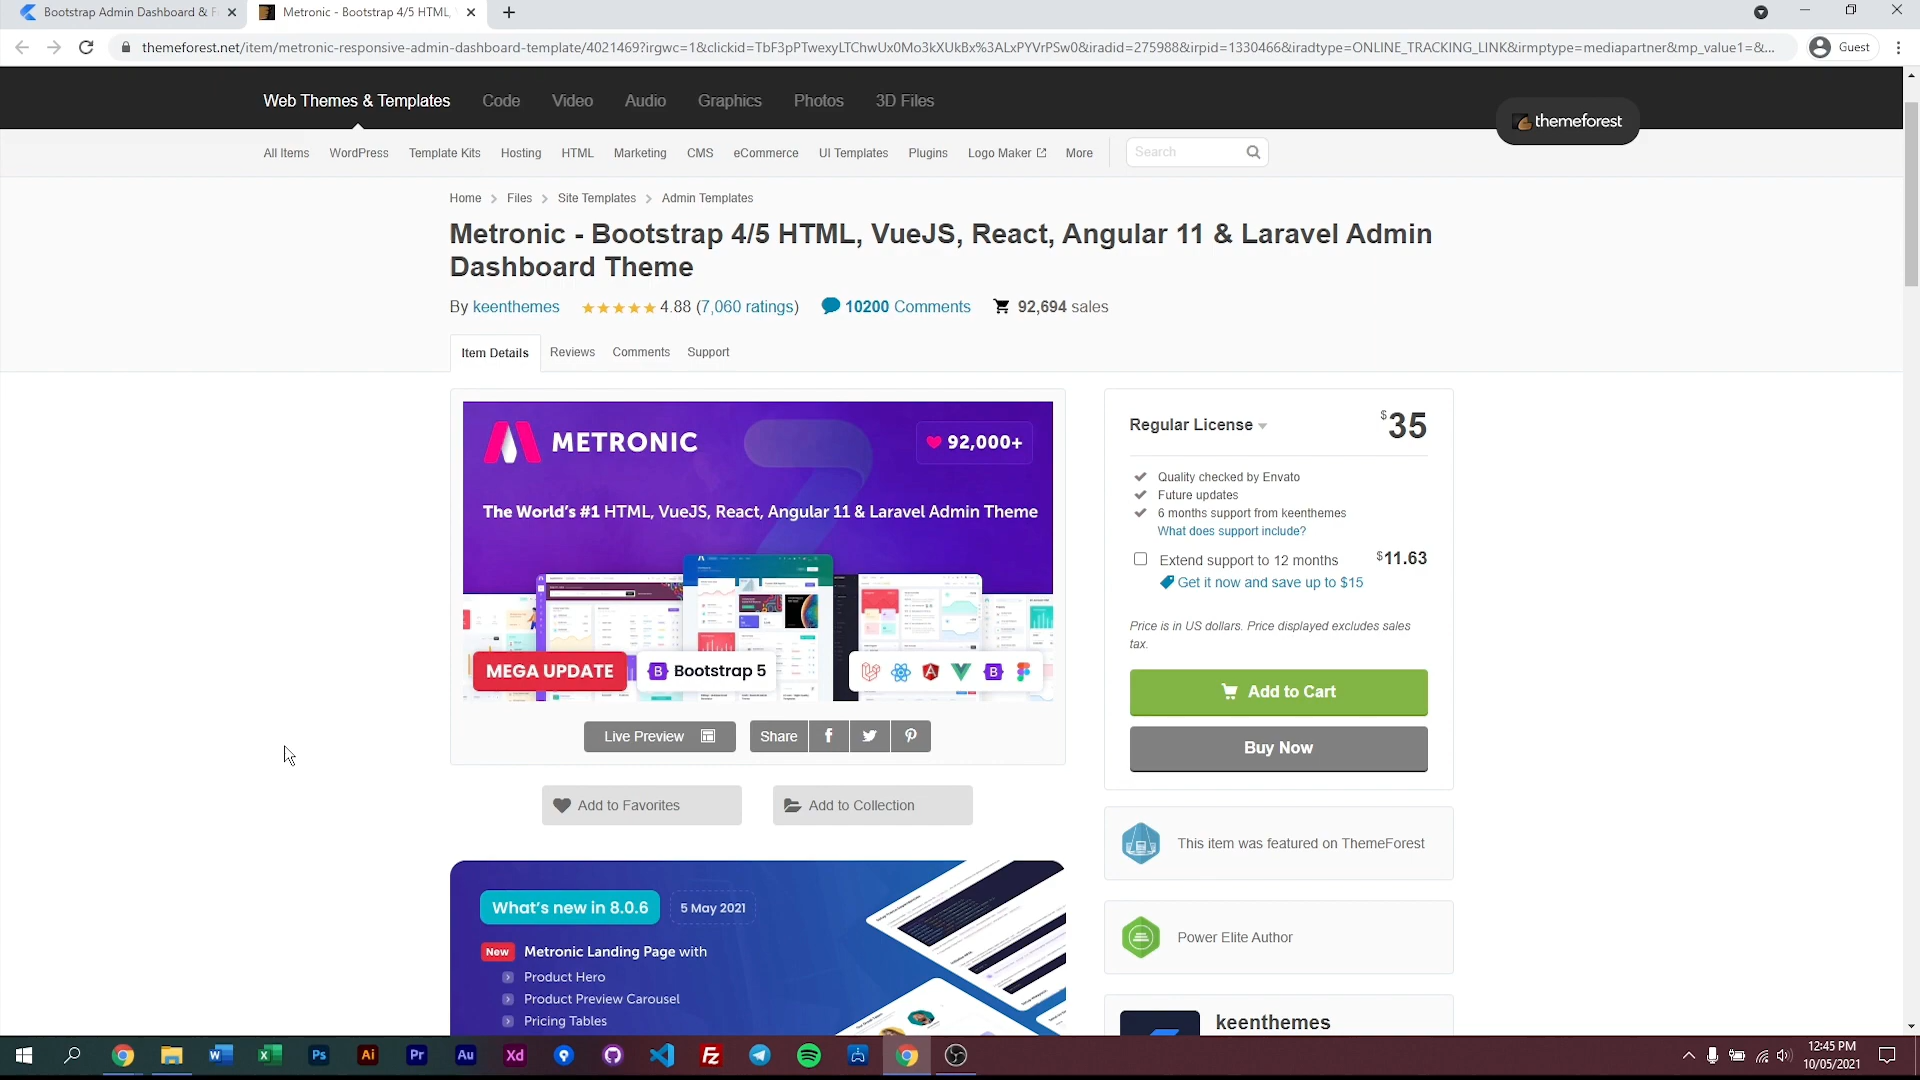 Bootstrap Admin Dashboard & F
Metronic - Bootstrap 4/5 HTML,
themeforest.net/item/metronic-responsive-admin-dashboard-template/4021469?irgwc=1&clickid=TbF3pPTwexyLTChwUx0Mo3kXUkBx%3ALxPYVrPSw0&iradid=275988&irpid=1330466&iradtype=ONLINE_TRACKING_LINK&irmptype=mediapartner&mp_value1=&...
Guest
Web Themes & Templates
Code
Video
Audio
Graphics
Photos
3D Files
themeforest
All Items
WordPress
Template Kits
Hosting
HTML
Marketing
CMS
eCommerce
UI Templates
Plugins
Logo Maker
More
Search
Home
Files
Site Templates
Admin Templates
Metronic - Bootstrap 4/5 HTML, VueJS, React, Angular 11 & Laravel Admin
Dashboard Theme
By keenthemes
4.88 (7,060 ratings)
10200 Comments
92,694 sales
Item Details
Reviews
Comments
Support
METRONIC
92,000+
The World's #1 HTML, VueJS, React, Angular 11 & Laravel Admin Theme
MEGA UPDATE
B Bootstrap 5
B
Live Preview
Share
Add to Favorites
Add to Collection
Regular License
$35
Quality checked by Envato
Future updates
6 months support from keenthemes
What does support include?
Extend support to 12 months
$11.63
Get it now and save up to $15
Price is in US dollars. Price displayed excludes sales
tax.
Add to Cart
Buy Now
This item was featured on ThemeForest
Power Elite Author
keenthemes
What's new in 8.0.6
5 May 2021
New
Metronic Landing Page with
Product Hero
Product Preview Carousel
Pricing Tables
Ps
Ai
Pr
Au
Xd
12:45 PM
10/05/2021